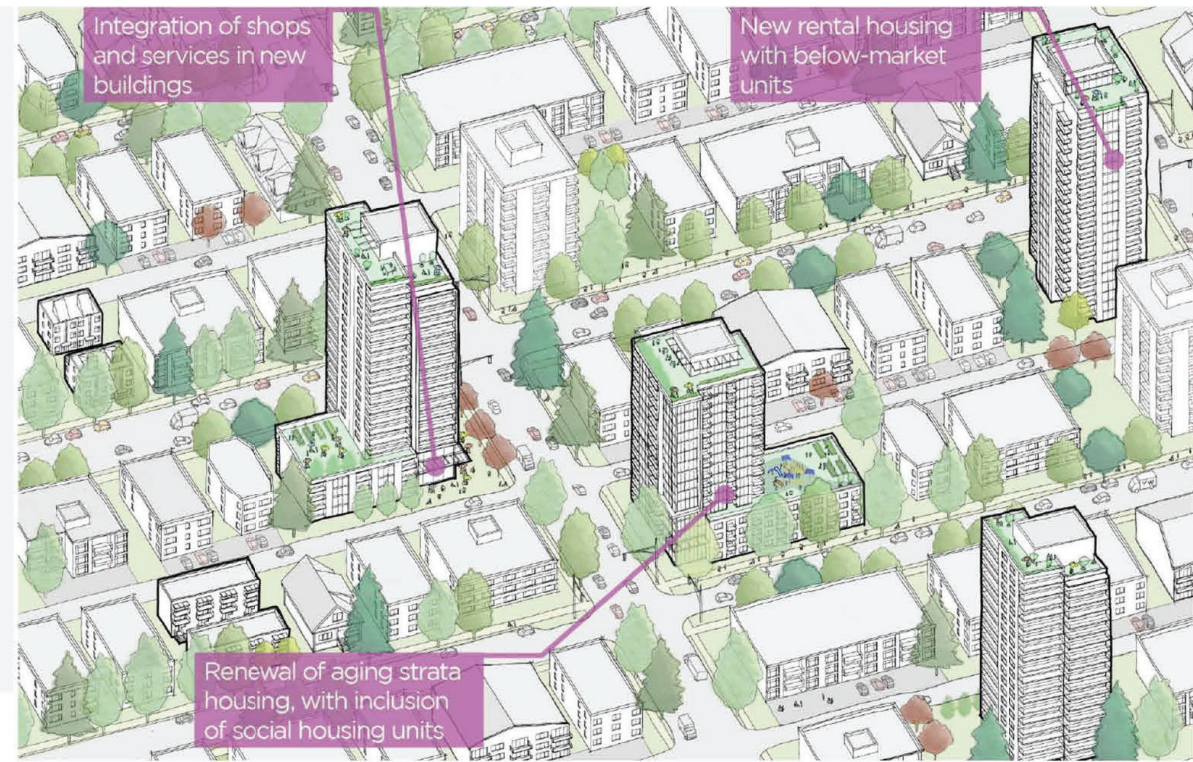 Integration of shops
and services in new
buildings
New rental housing
with below-market
units
Renewal of aging strata
housing, with inclusion
of social housing units